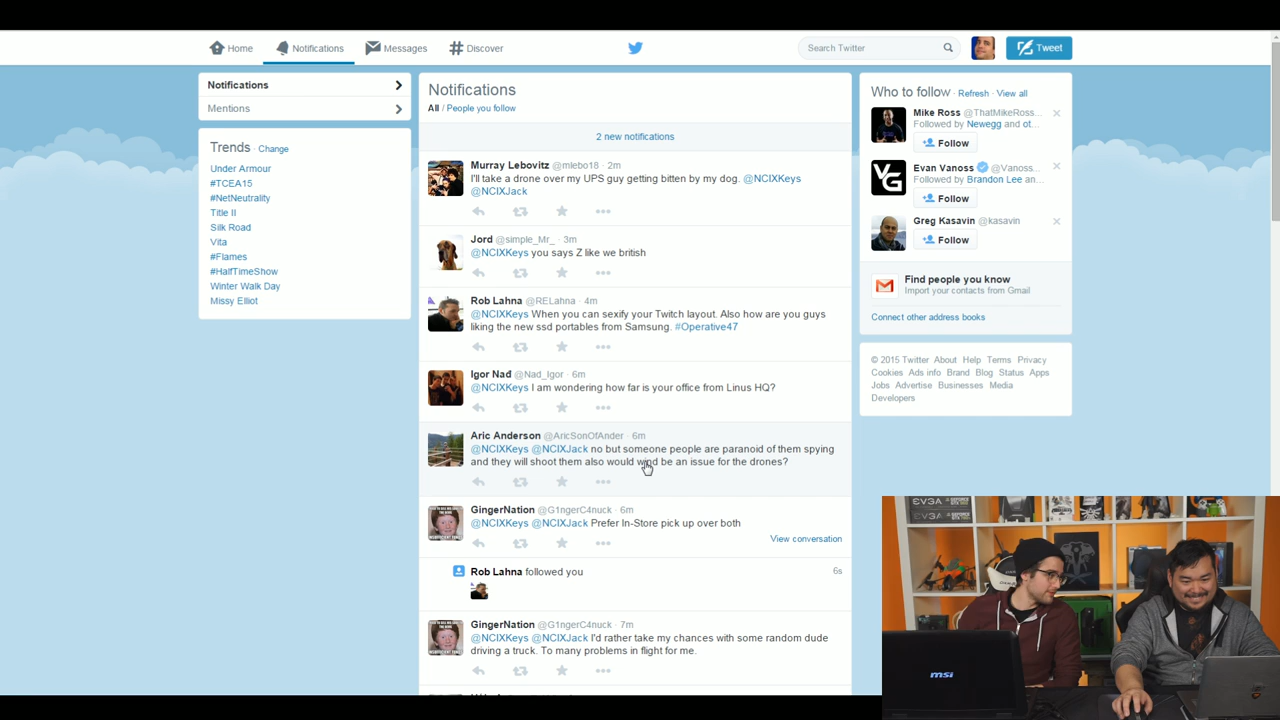 Home Notifications Messages Discover
Search Twitter
Tweet
Notifications
Mentions
Trends · Change
Under Armour
#TCEA15
#NetNeutrality
Title II
Silk Road
Vita
#Flames
#HalfTimeShow
Winter Walk Day
Missy Elliot
Notifications
All / People you follow
2 new notifications
Murray Lebovitz @mlebo18 · 2m
I'll take a drone over my UPS guy getting bitten by my dog. @NCIXKeys
@NCIXJack
Jord @simple_Mr_ · 3m
@NCIXKeys you says Z like we british
Rob Lahna @RELahna · 4m
@NCIXKeys When you can sexify your Twitch layout. Also how are you guys
liking the new ssd portables from Samsung. #Operative47
Igor Nad @Nad_Igor · 6m
@NCIXKeys I am wondering how far is your office from Linus HQ?
Aric Anderson @AricSonOfAnder · 6m
@NCIXKeys @NCIXJack no but someone people are paranoid of them spying
and they will shoot them also would wind be an issue for the drones?
GingerNation @G1ngerC4nuck · 6m
@NCIXKeys @NCIXJack Prefer In-Store pick up over both
View conversation
Rob Lahna followed you 6s
GingerNation @G1ngerC4nuck · 7m
@NCIXKeys @NCIXJack I'd rather take my chances with some random dude
driving a truck. To many problems in flight for me.
Who to follow · Refresh · View all
Mike Ross @ThatMikeRoss...
Followed by Newegg and ot...
Follow
VG
Evan Vanoss @Vanoss...
Followed by Brandon Lee an...
Follow
Greg Kasavin @kasavin
Follow
Find people you know
Import your contacts from Gmail
Connect other address books
© 2015 Twitter About Help Terms Privacy
Cookies Ads info Brand Blog Status Apps
Jobs Advertise Businesses Media
Developers
EVGA
msi